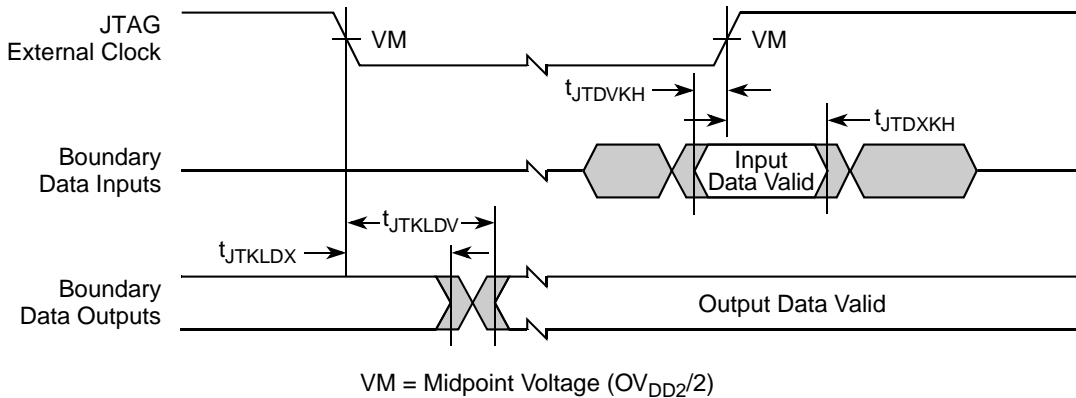 JTAG
External Clock
VM
VM
tJTDVKH
tJTDXKH
Boundary
Data Inputs
Input
Data Valid
tJTKLDV
tJTKLDX
Boundary
Data Outputs
Output Data Valid
VM = Midpoint Voltage (OVDD2/2)